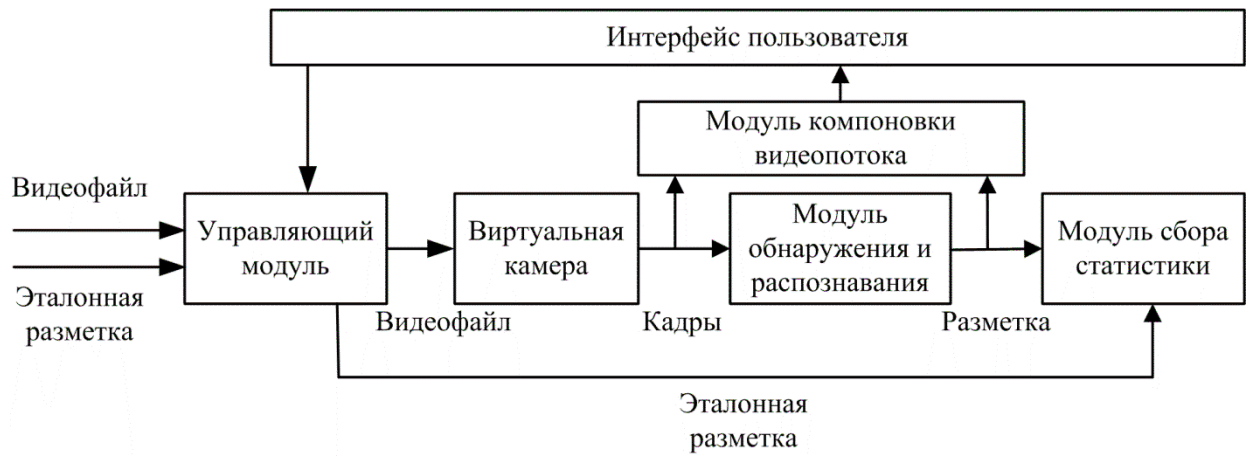 Интерфейс пользователя
Модуль компоновки
видеопотока
Видеофайл
Эталонная
разметка
Управляющий
модуль
Видеофайл
Виртуальная
камера
Кадры
Модуль
обнаружения и
распознавания
Разметка
Модуль сбора
статистики
Эталонная
разметка